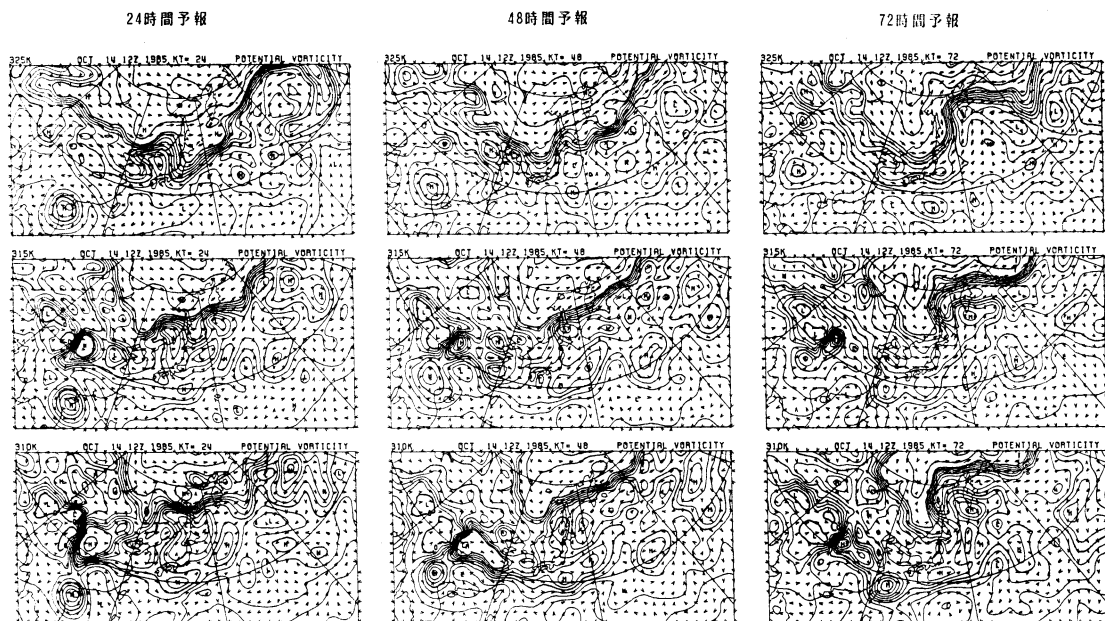 24時間予報
48時間予報
72時間予報
325K OCT 14 12Z 1985 KT= 24 POTENTIAL VORTICITY
325K OCT 14 12Z 1985 KT= 48 POTENTIAL VORTICITY
325K OCT 14 12Z 1985 KT= 72 POTENTIAL VORTICITY
315K OCT 14 12Z 1985 KT= 24 POTENTIAL VORTICITY
315K OCT 14 12Z 1985 KT= 48 POTENTIAL VORTICITY
315K OCT 14 12Z 1985 KT= 72 POTENTIAL VORTICITY
310K OCT 14 12Z 1985 KT= 24 POTENTIAL VORTICITY
310K OCT 14 12Z 1985 KT= 48 POTENTIAL VORTICITY
310K OCT 14 12Z 1985 KT= 72 POTENTIAL VORTICITY